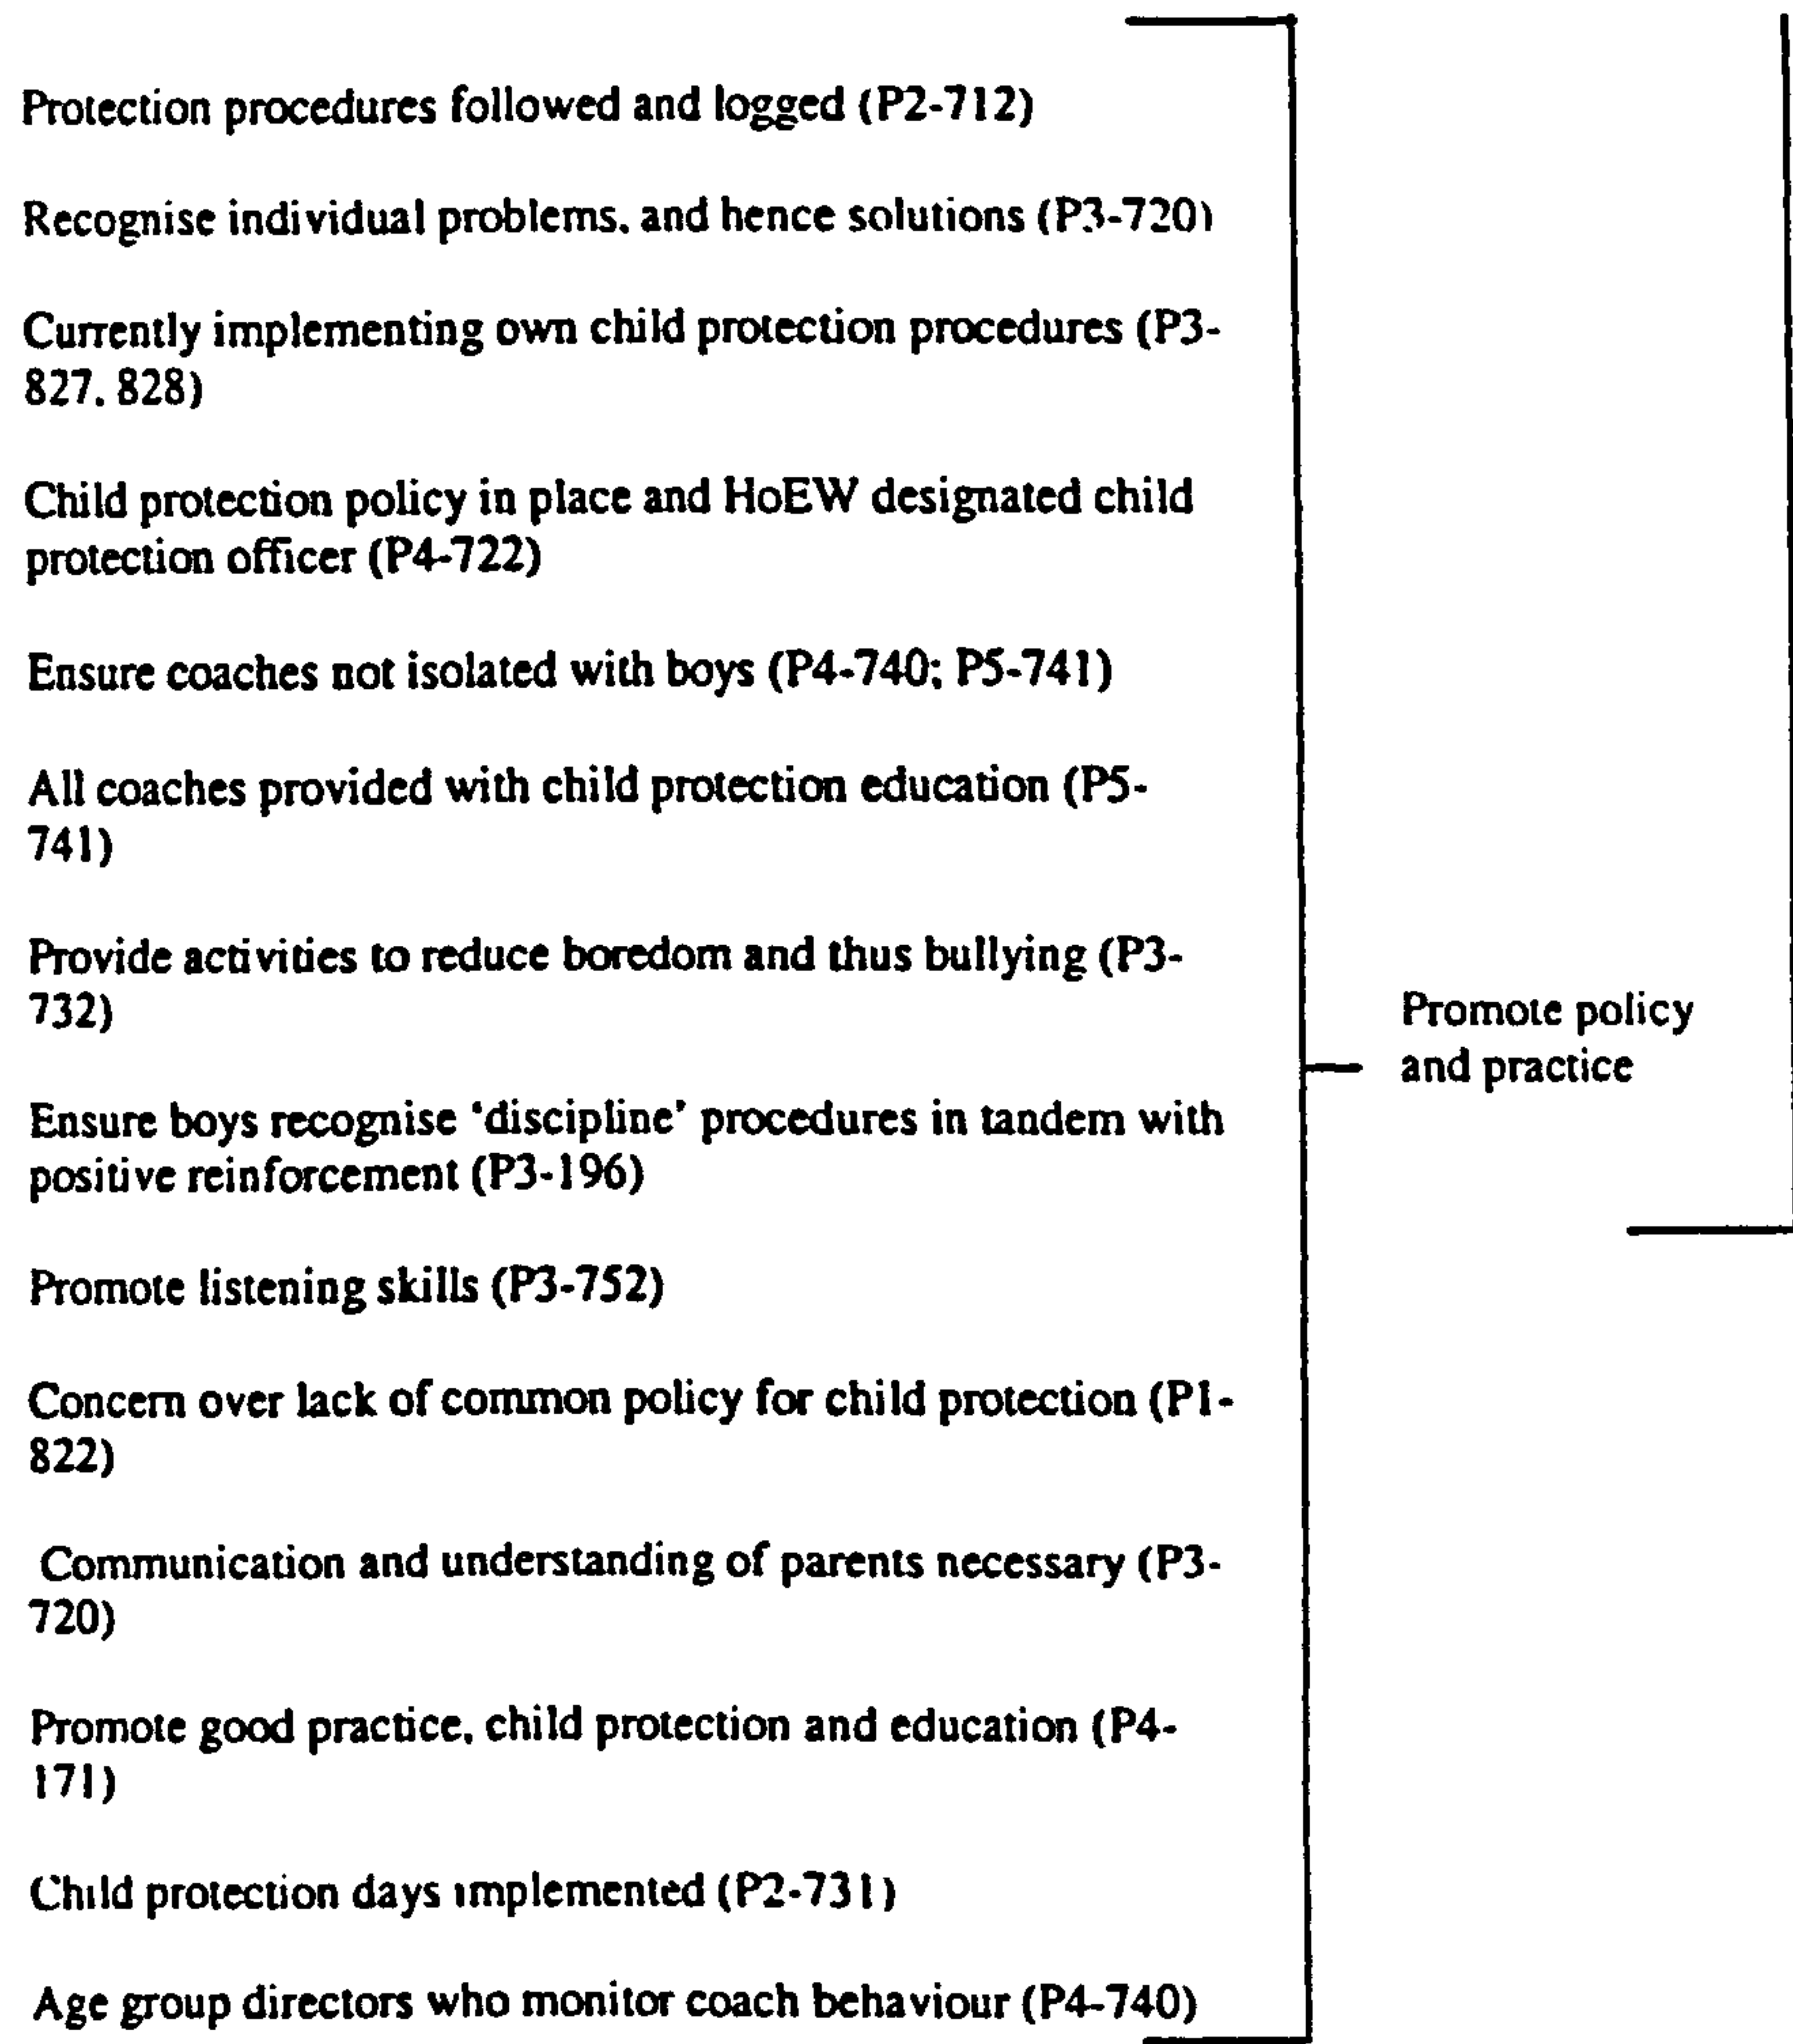 Protection procedures followed and logged (P2-712)
Recognise individual problems, and hence solutions (P3-720)
Currently implementing own child protection procedures (P3-
827, 828)
Child protection policy in place and HoEW designated child
protection officer (P4-722)
Ensure coaches not isolated with boys (P4-740; P5-741)
All coaches provided with child protection education (P5-
741)
Provide activities to reduce boredom and thus bullying (P3-
732)
Ensure boys recognise ‘discipline’ procedures in tandem with
positive reinforcement (P3-196)
Promote listening skills (P3-752)
Concern over lack of common policy for child protection (P1-
822)
Communication and understanding of parents necessary (P3-
720)
Promote good practice, child protection and education (P4-
171)
Child protection days implemented (P2-731)
Age group directors who monitor coach behaviour (P4-740)
Promote policy
and practice